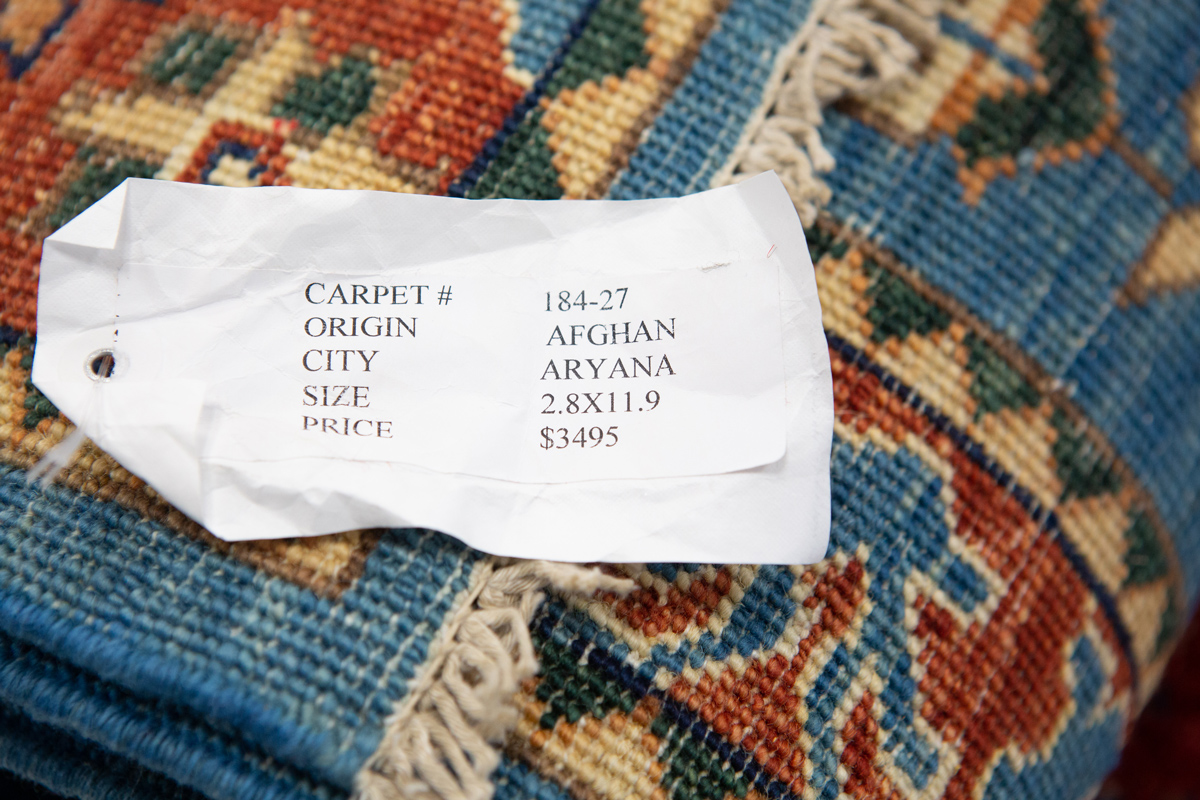 CARPET # 184-27
ORIGIN AFGHAN
CITY ARYANA
SIZE 2.8X11.9
PRICE $3495